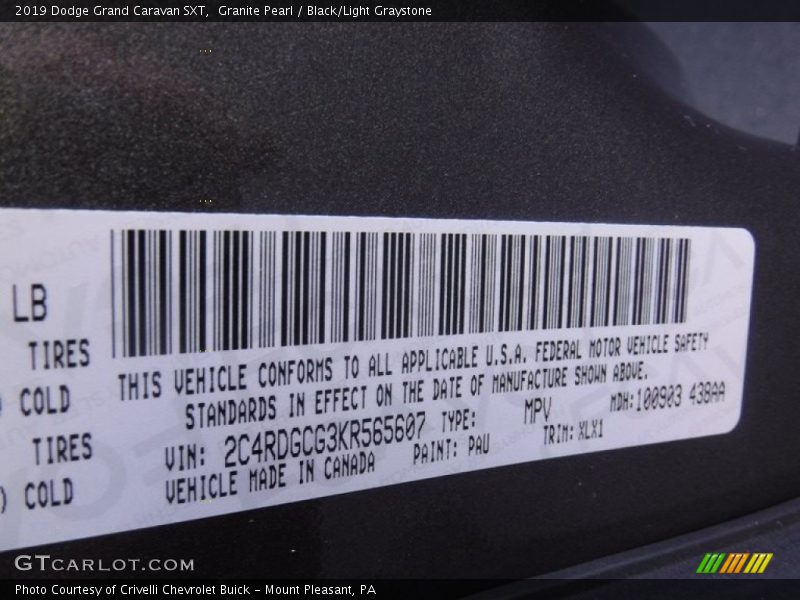 2019 Dodge Grand Caravan SXT,  Granite Pearl / Black/Light Graystone
LB
TIRES
COLD
TIRES
) COLD
THIS VEHICLE CONFORMS TO ALL APPLICABLE U.S.A. FEDERAL MOTOR VEHICLE SAFETY
STANDARDS IN EFFECT ON THE DATE OF MANUFACTURE SHOWN ABOVE.
VIN: 2C4RDGCG3KR565607 TYPE: MPV MDH:100903 438AA
VEHICLE MADE IN CANADA PAINT: PAU TRIM: XLX1
GTCARLOT.COM
Photo Courtesy of Crivelli Chevrolet Buick – Mount Pleasant, PA